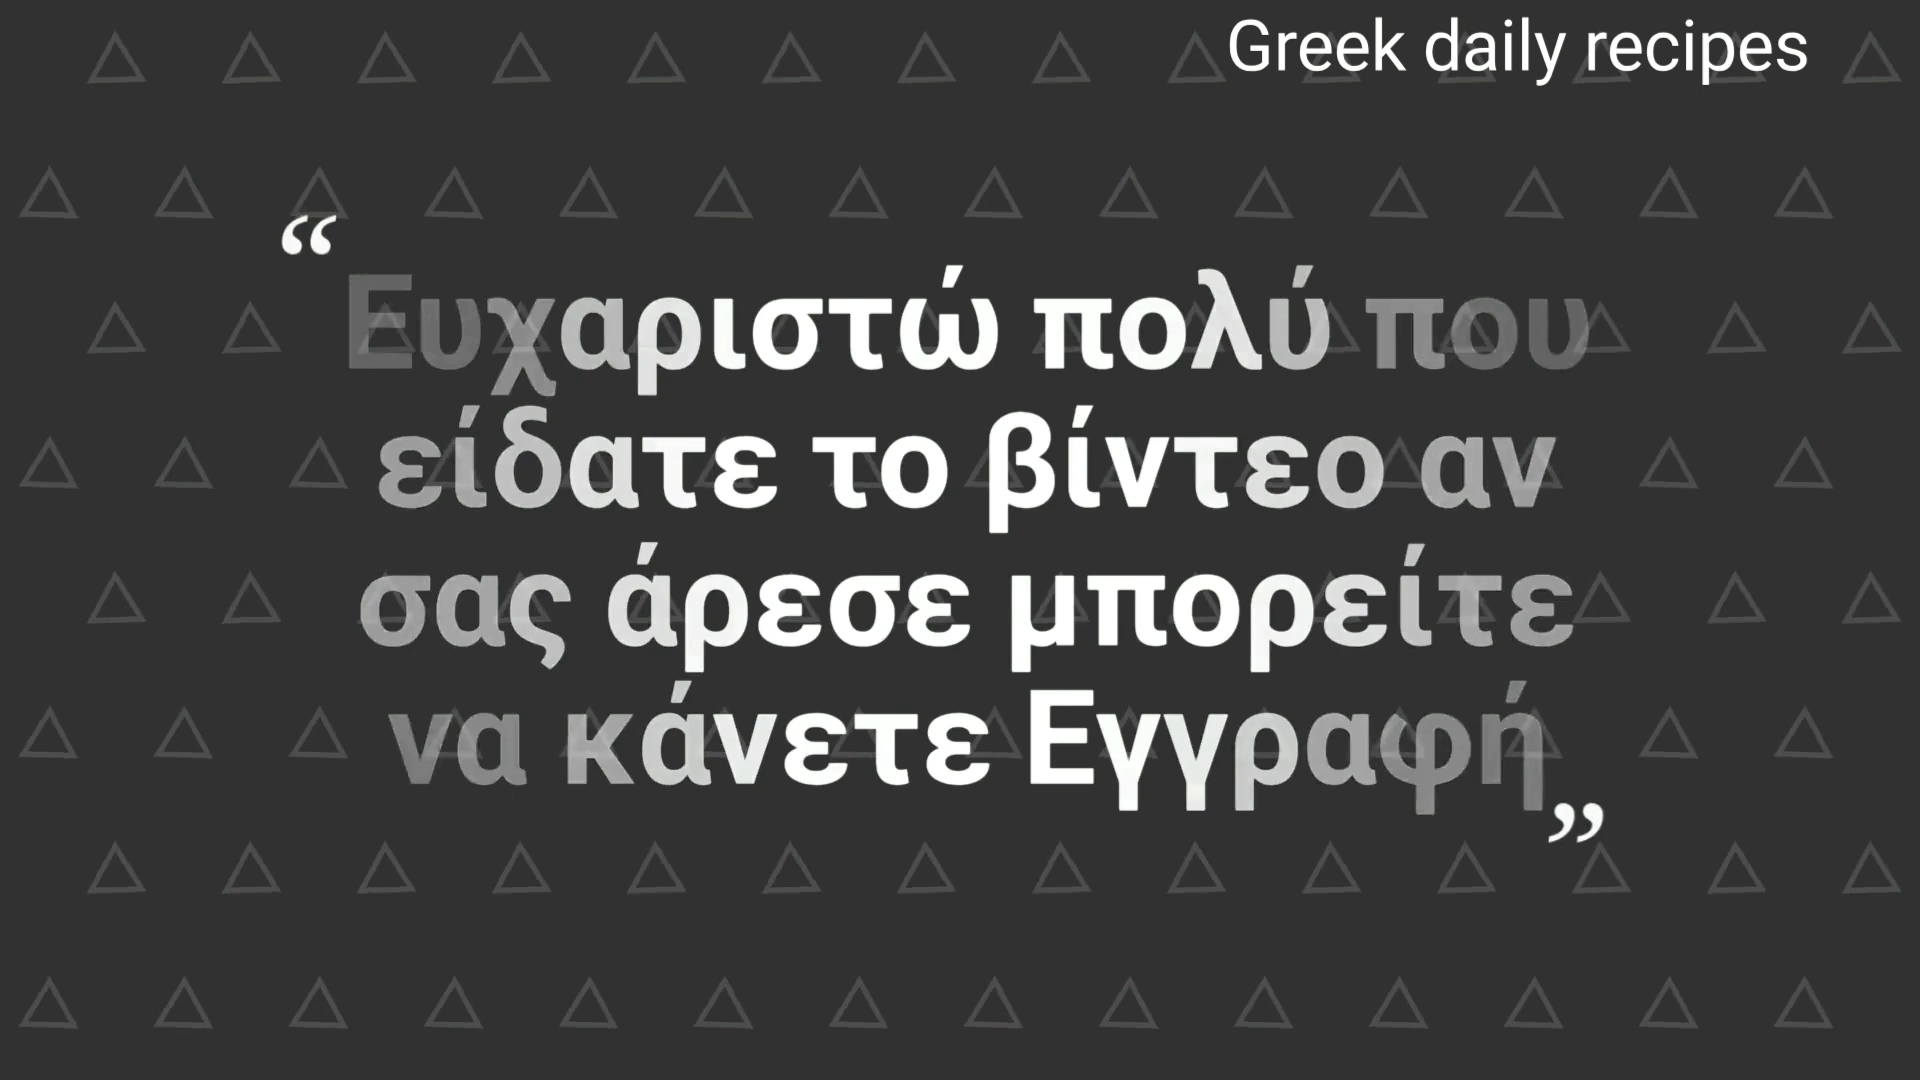 Greek daily recipes
“Ευχαριστώ πολύ που
είδατε το βίντεο αν
σας άρεσε μπορείτε
να κάνετε Εγγραφή”